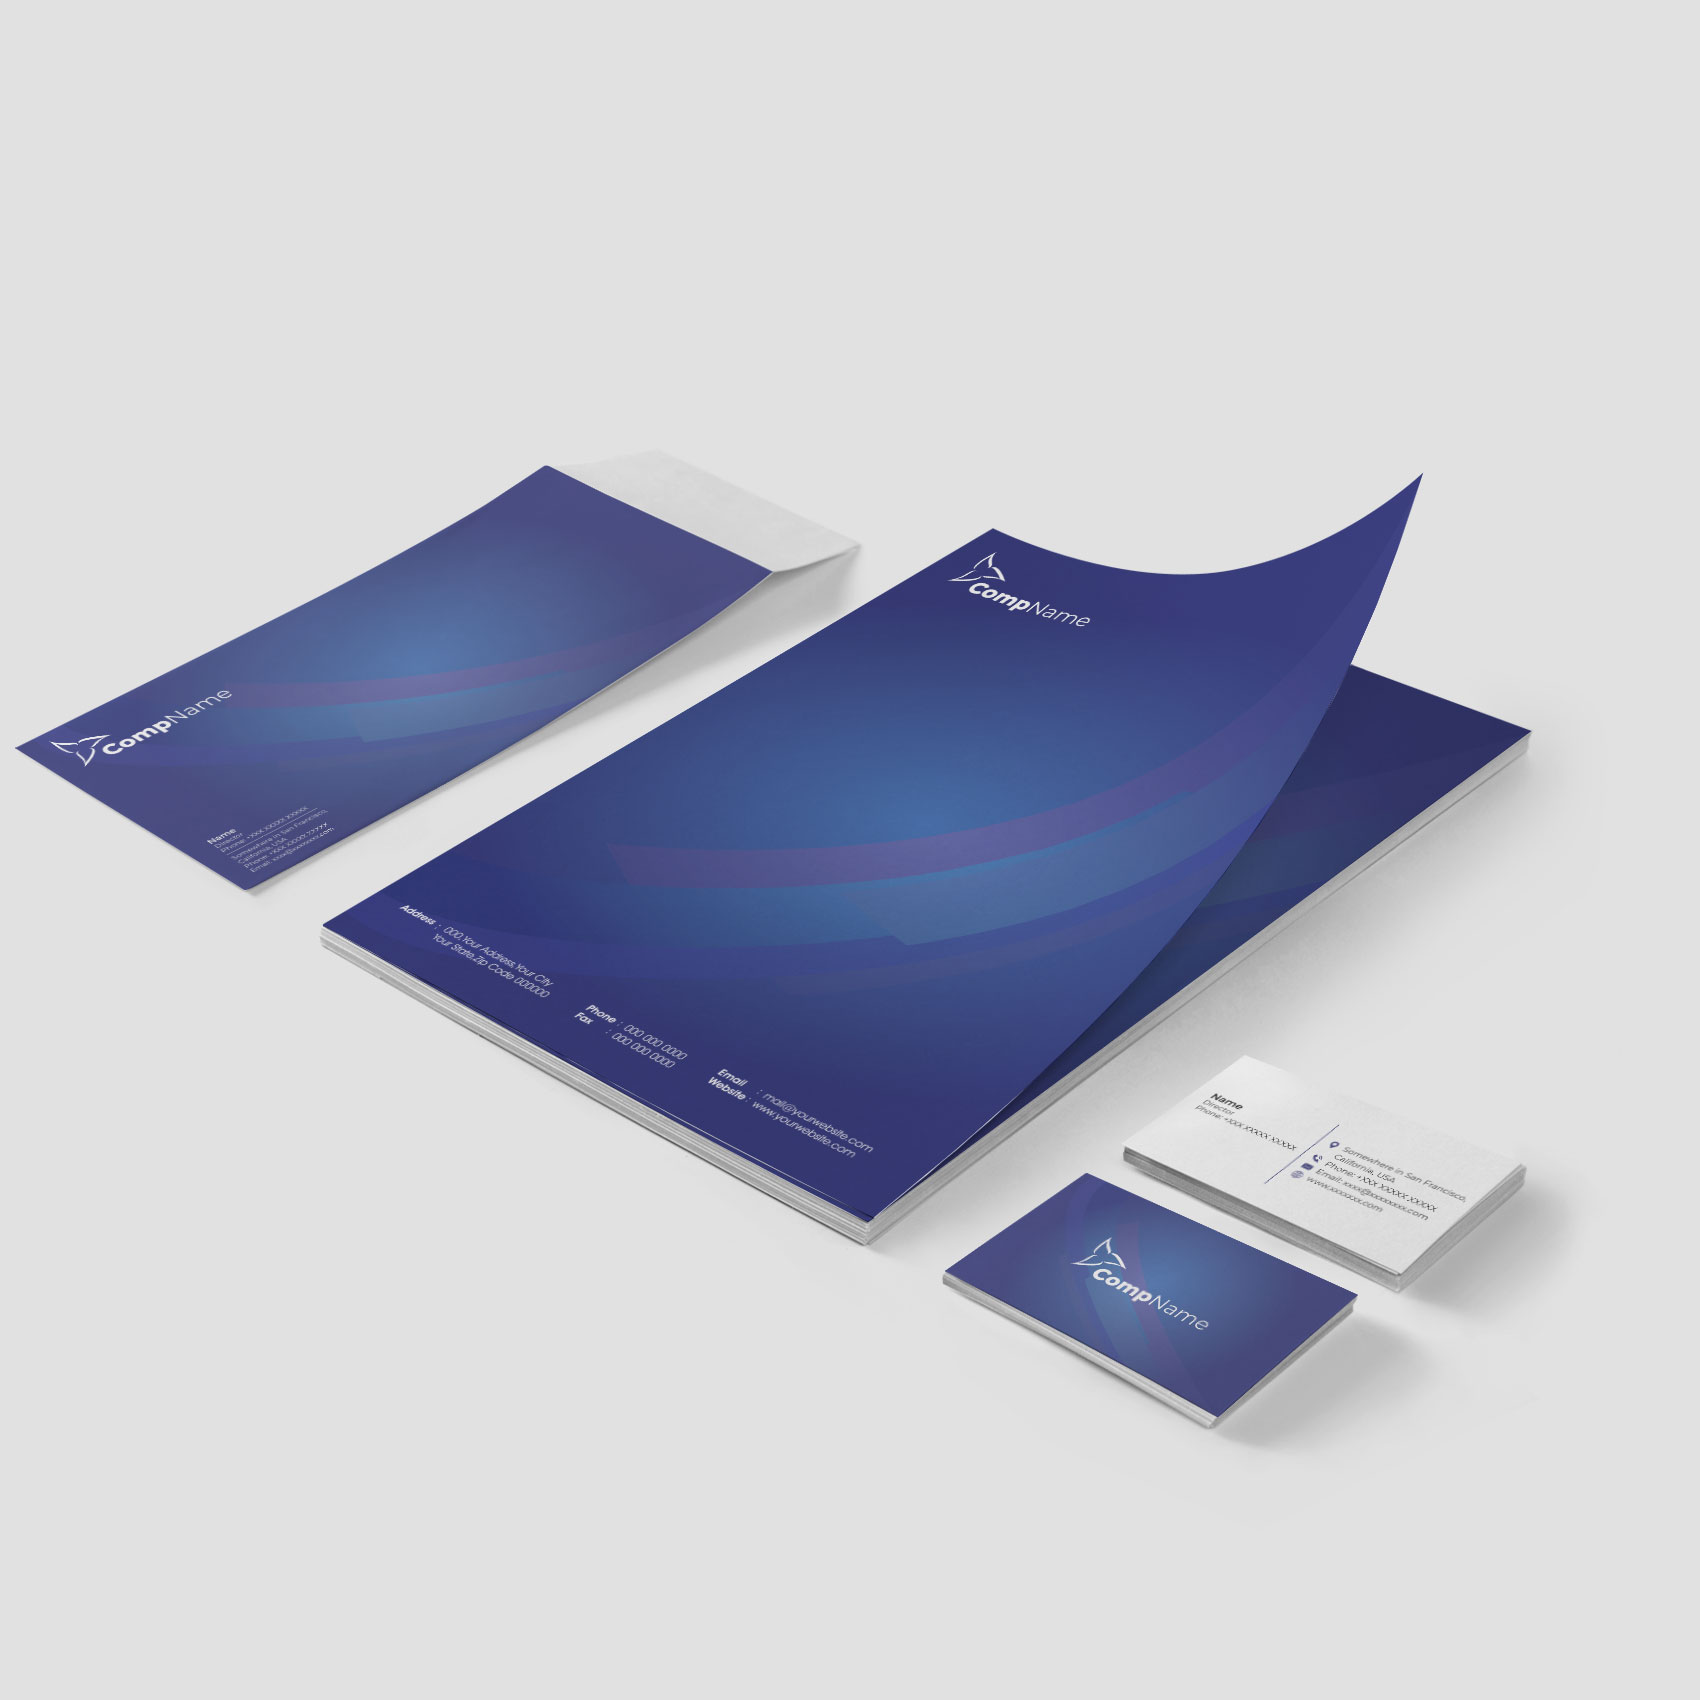 CompName
Name
Director
Phone: +XXX XXXXX XXXXX
Somewhere in San Francisco,
California, USA
Phone: +XXX XXXXX XXXXX
Email: xxxx@xxxxxxxx.com
CompName
Address : 000,Your Address,Your City
Your State,Zip Code 000000
Phone : 000 000 0000
Fax : 000 000 0000
Email : mail@yourwebsite.com
Website : www.yourwebsite.com
Name
Director
Phone: +XXX XXXXX XXXXX
Somewhere in San Francisco,
California, USA
Phone: +XXX XXXXX XXXXX
Email: xxxx@xxxxxxxx.com
www.xxxxxxx.com
CompName